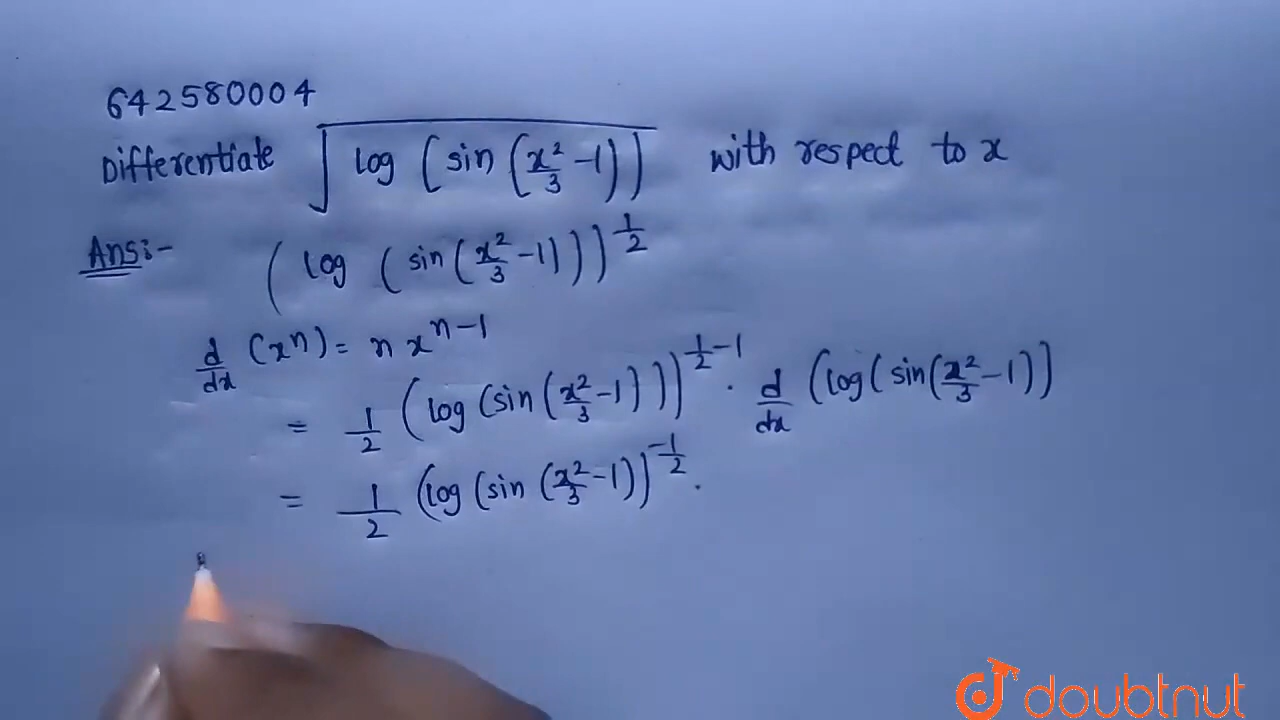 642580004
Differentiate √(log (sin (x²/3 -1))) with respect to x
Ans:- (log (sin (x²/3 -1)))^(1/2)
d/dx (xⁿ) = n x^(n-1)
= 1/2 (log (sin (x²/3 -1)))^(1/2 -1) . d/dx (log (sin (x²/3 -1))
= 1/2 (log (sin (x²/3 -1))^(-1/2) .
doubtnut